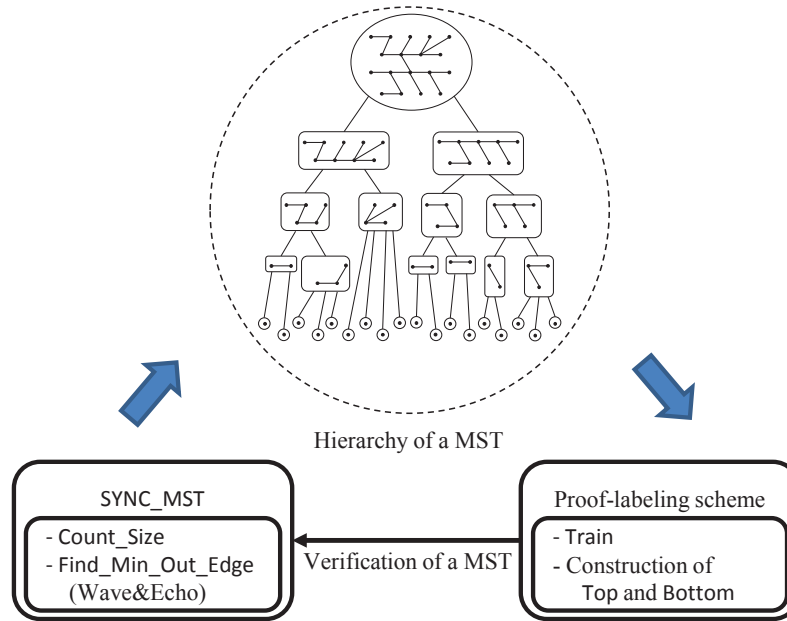 Hierarchy of a MST
SYNC_MST
- Count_Size
- Find_Min_Out_Edge
(Wave&Echo)
Verification of a MST
Proof-labeling scheme
- Train
- Construction of
Top and Bottom